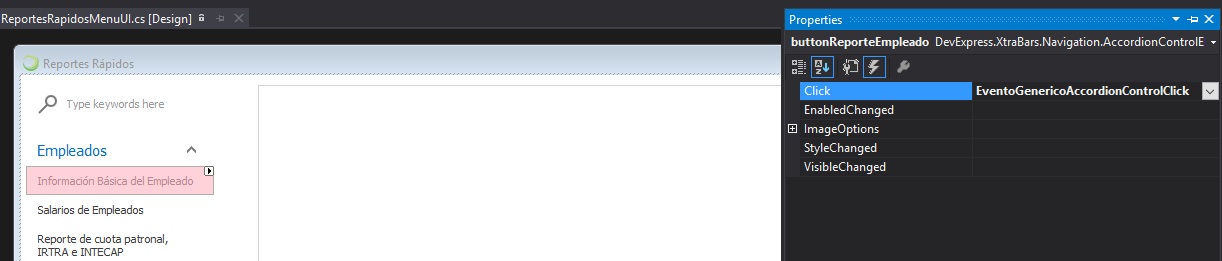 ReportesRapidosMenuUI.cs [Design]
Reportes Rápidos
Type keywords here
Empleados
Información Básica del Empleado
Salarios de Empleados
Reporte de cuota patronal,
IRTRA e INTECAP
Properties
buttonReporteEmpleado DevExpress.XtraBars.Navigation.AccordionControlE
Click EventoGenericoAccordionControlClick
EnabledChanged
ImageOptions
StyleChanged
VisibleChanged